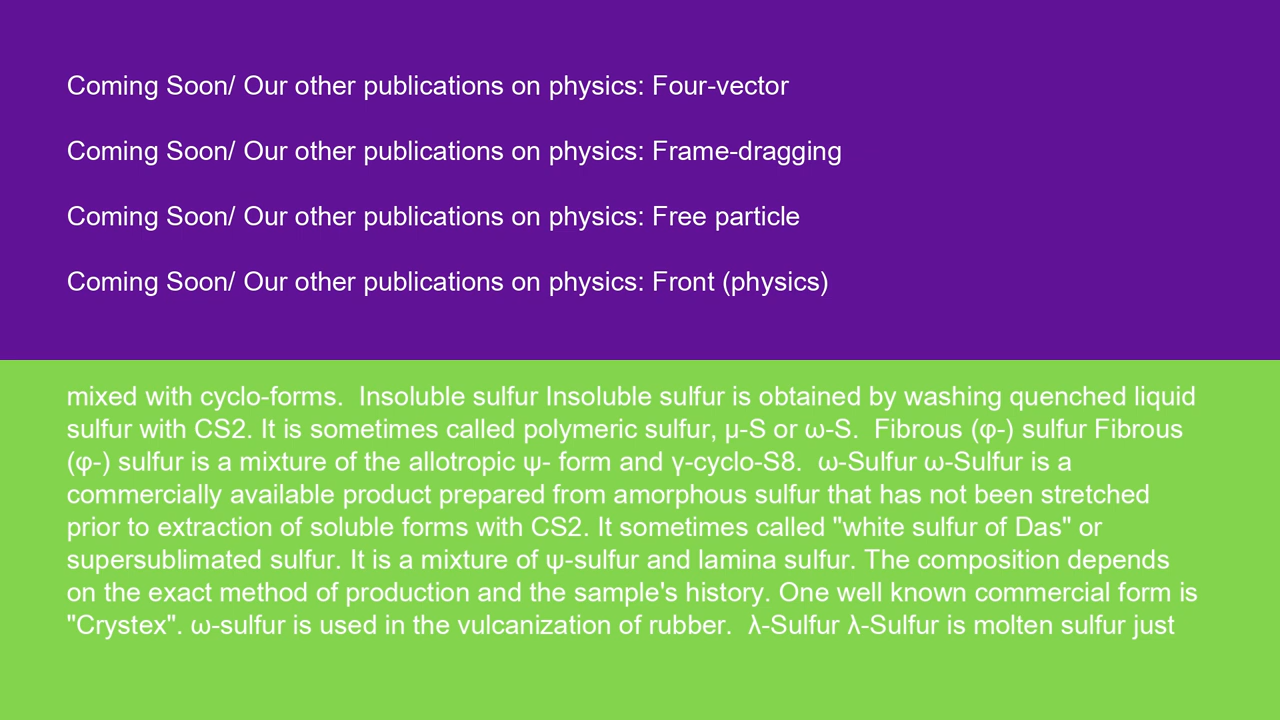 Coming Soon/ Our other publications on physics: Four-vector
Coming Soon/ Our other publications on physics: Frame-dragging
Coming Soon/ Our other publications on physics: Free particle
Coming Soon/ Our other publications on physics: Front (physics)
mixed with cyclo-forms.  Insoluble sulfur Insoluble sulfur is obtained by washing quenched liquid
sulfur with CS2. It is sometimes called polymeric sulfur, μ-S or ω-S.  Fibrous (φ-) sulfur Fibrous
(φ-) sulfur is a mixture of the allotropic ψ- form and γ-cyclo-S8.  ω-Sulfur ω-Sulfur is a
commercially available product prepared from amorphous sulfur that has not been stretched
prior to extraction of soluble forms with CS2. It sometimes called "white sulfur of Das" or
supersublimated sulfur. It is a mixture of ψ-sulfur and lamina sulfur. The composition depends
on the exact method of production and the sample's history. One well known commercial form is
"Crystex". ω-sulfur is used in the vulcanization of rubber.  λ-Sulfur λ-Sulfur is molten sulfur just